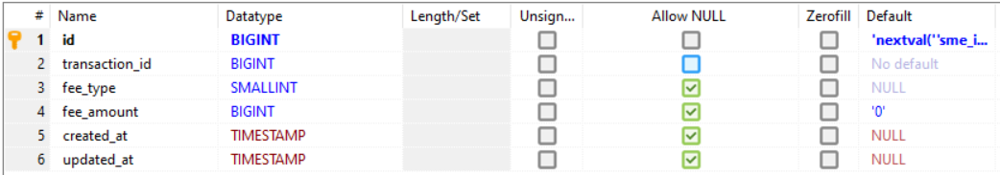 # Name Datatype Length/Set Unsign... Allow NULL Zerofill Default
1 id BIGINT 'nextval(''sme_i...
2 transaction_id BIGINT No default
3 fee_type SMALLINT NULL
4 fee_amount BIGINT '0'
5 created_at TIMESTAMP NULL
6 updated_at TIMESTAMP NULL